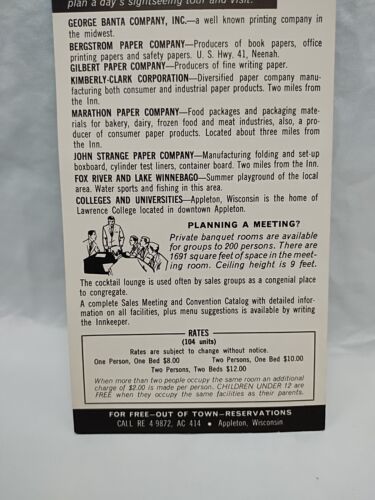 plan a day's sightseeing tour and visit.
GEORGE BANTA COMPANY, INC.—a well known printing company in
the midwest.
BERGSTROM PAPER COMPANY—Producers of book papers, office
printing papers and safety papers. U. S. Hwy. 41, Neenah.
GILBERT PAPER COMPANY—Producers of fine writing paper.
KIMBERLY-CLARK CORPORATION—Diversified paper company manu-
facturing both consumer and industrial paper products. Two miles from
the Inn.
MARATHON PAPER COMPANY—Food packages and packaging mate-
rials for bakery, dairy, frozen food and meat industries, also, a pro-
ducer of consumer paper products. Located about three miles from
the Inn.
JOHN STRANGE PAPER COMPANY—Manufacturing folding and set-up
boxboard, cylinder test liners, container board. Two miles from the Inn.
FOX RIVER AND LAKE WINNEBAGO—Summer playground of the local
area. Water sports and fishing in this area.
COLLEGES AND UNIVERSITIES—Appleton, Wisconsin is the home of
Lawrence College located in downtown Appleton.
PLANNING A MEETING?
Private banquet rooms are available
for groups to 200 persons. There are
1691 square feet of space in the meet-
ing room. Ceiling height is 9 feet.
The cocktail lounge is used often by sales groups as a congenial place
to congregate.
A complete Sales Meeting and Convention Catalog with detailed infor-
mation on all facilities, plus menu suggestions is available by writing
the Innkeeper.
RATES
(104 units)
Rates are subject to change without notice.
One Person, One Bed $8.00 Two Persons, One Bed $10.00
Two Persons, Two Beds $12.00
When more than two people occupy the same room an additional
charge of $2.00 is made per person. CHILDREN UNDER 12 are
FREE when they occupy the same facilities as their parents.
FOR FREE—OUT OF TOWN—RESERVATIONS
CALL RE 4 9872, AC 414 • Appleton, Wisconsin